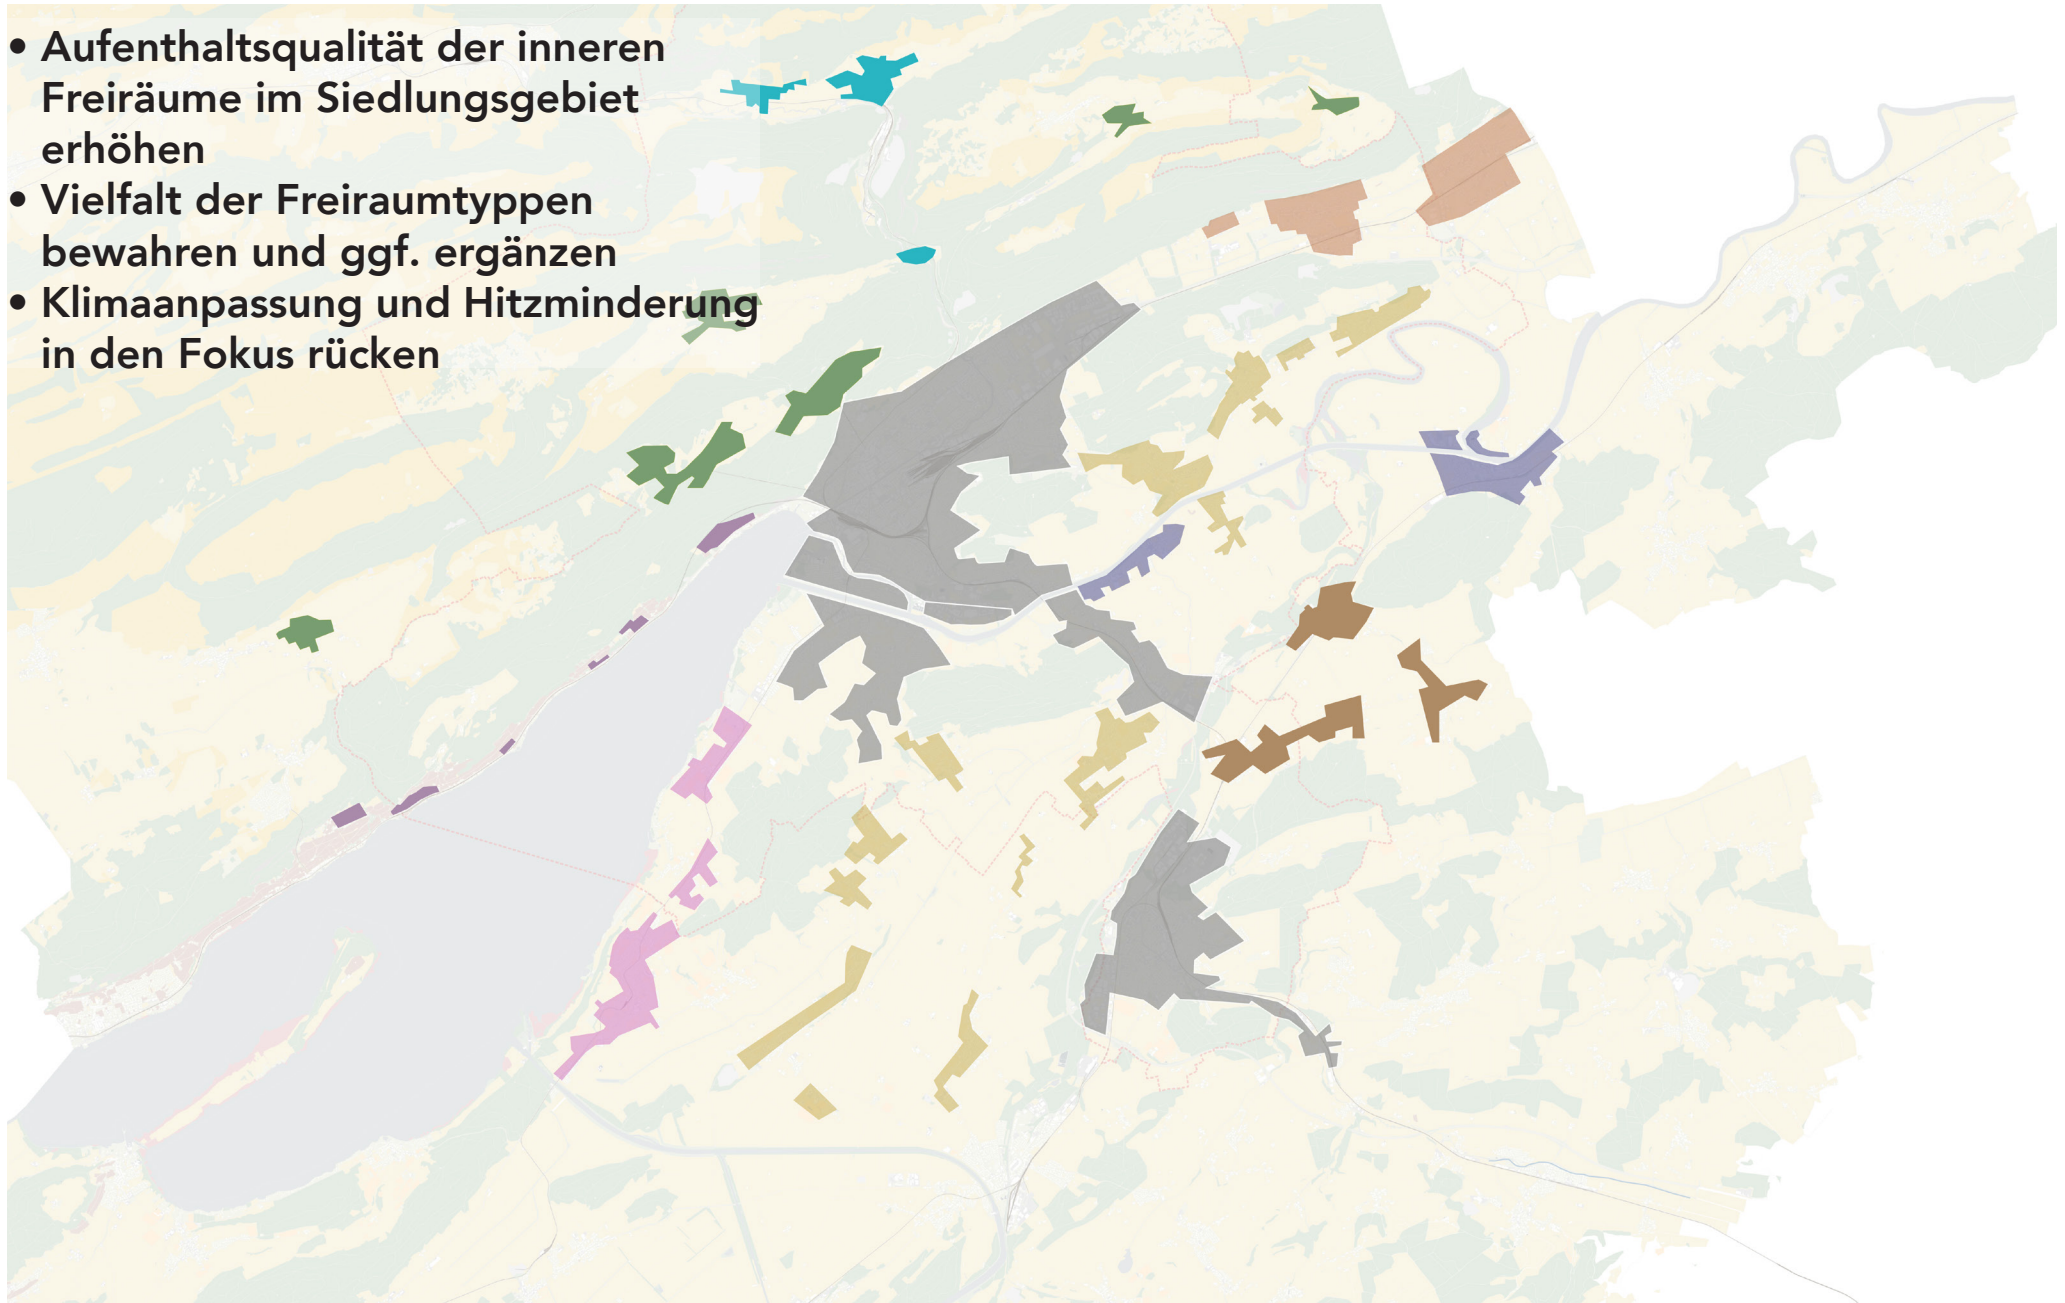 • Aufenthaltsqualität der inneren
Freiräume im Siedlungsgebiet
erhöhen
• Vielfalt der Freiraumtyppen
bewahren und ggf. ergänzen
• Klimaanpassung und Hitzminderung
in den Fokus rücken